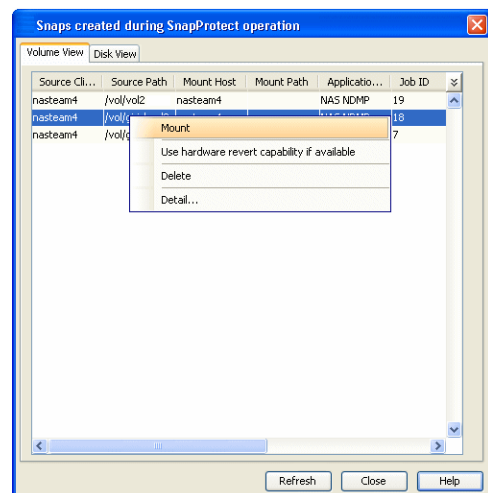 Snaps created during SnapProtect operation
Volume View Disk View
Source Cli... Source Path Mount Host Mount Path Applicatio... Job ID
nasteam4 /vol/vol2 nasteam4 NAS NDMP 19
nasteam4 18
nasteam4 7
Mount
Use hardware revert capability if available
Delete
Detail...
Refresh Close Help